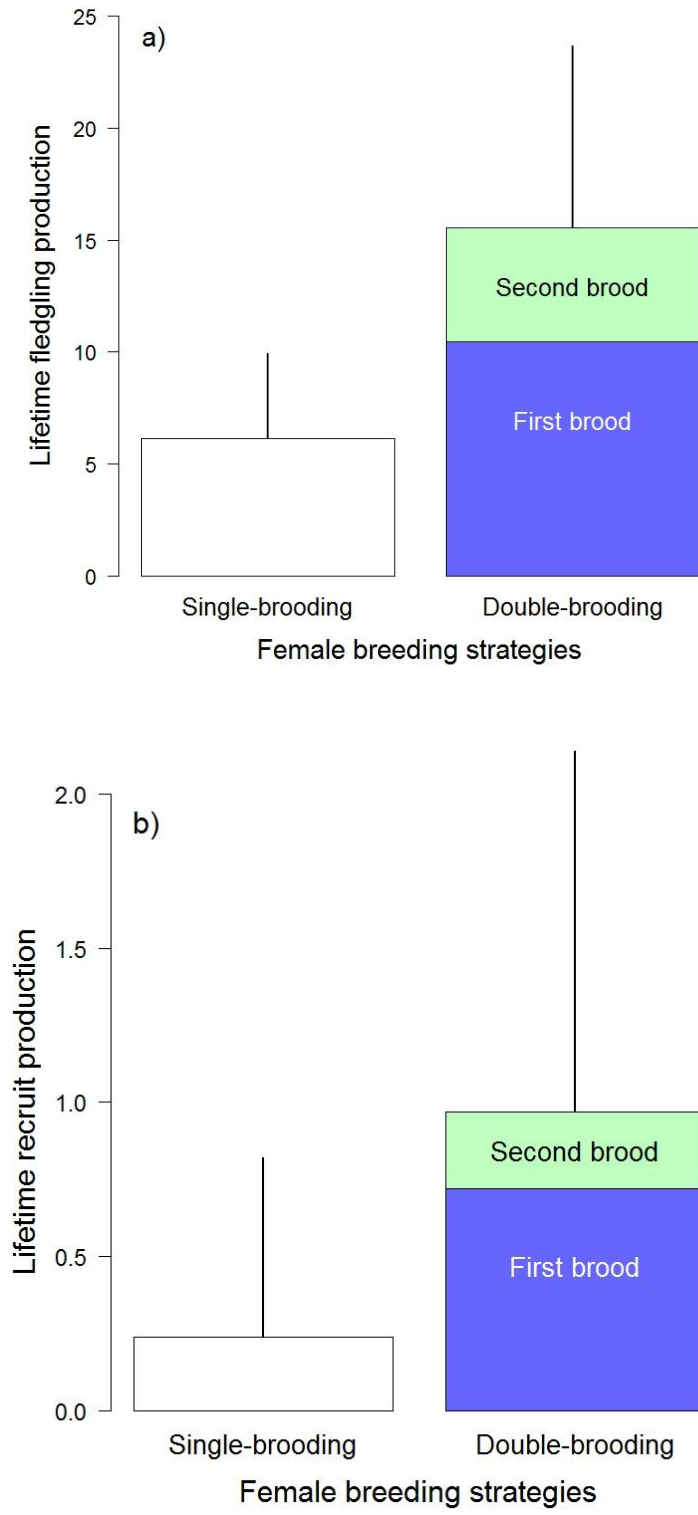 25
a)
20
15
10
5
0
Lifetime fledgling production
Second brood
First brood
Single-brooding
Double-brooding
Female breeding strategies
2.0
b)
1.5
1.0
0.5
0.0
Lifetime recruit production
Second brood
First brood
Single-brooding
Double-brooding
Female breeding strategies